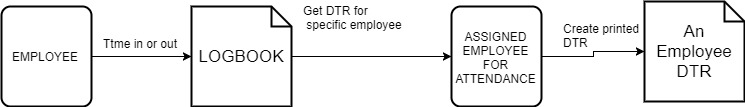 EMPLOYEE
Ttme in or out
LOGBOOK
Get DTR for
specific employee
ASSIGNED
EMPLOYEE
FOR
ATTENDANCE
Create printed
DTR
An
Employee
DTR